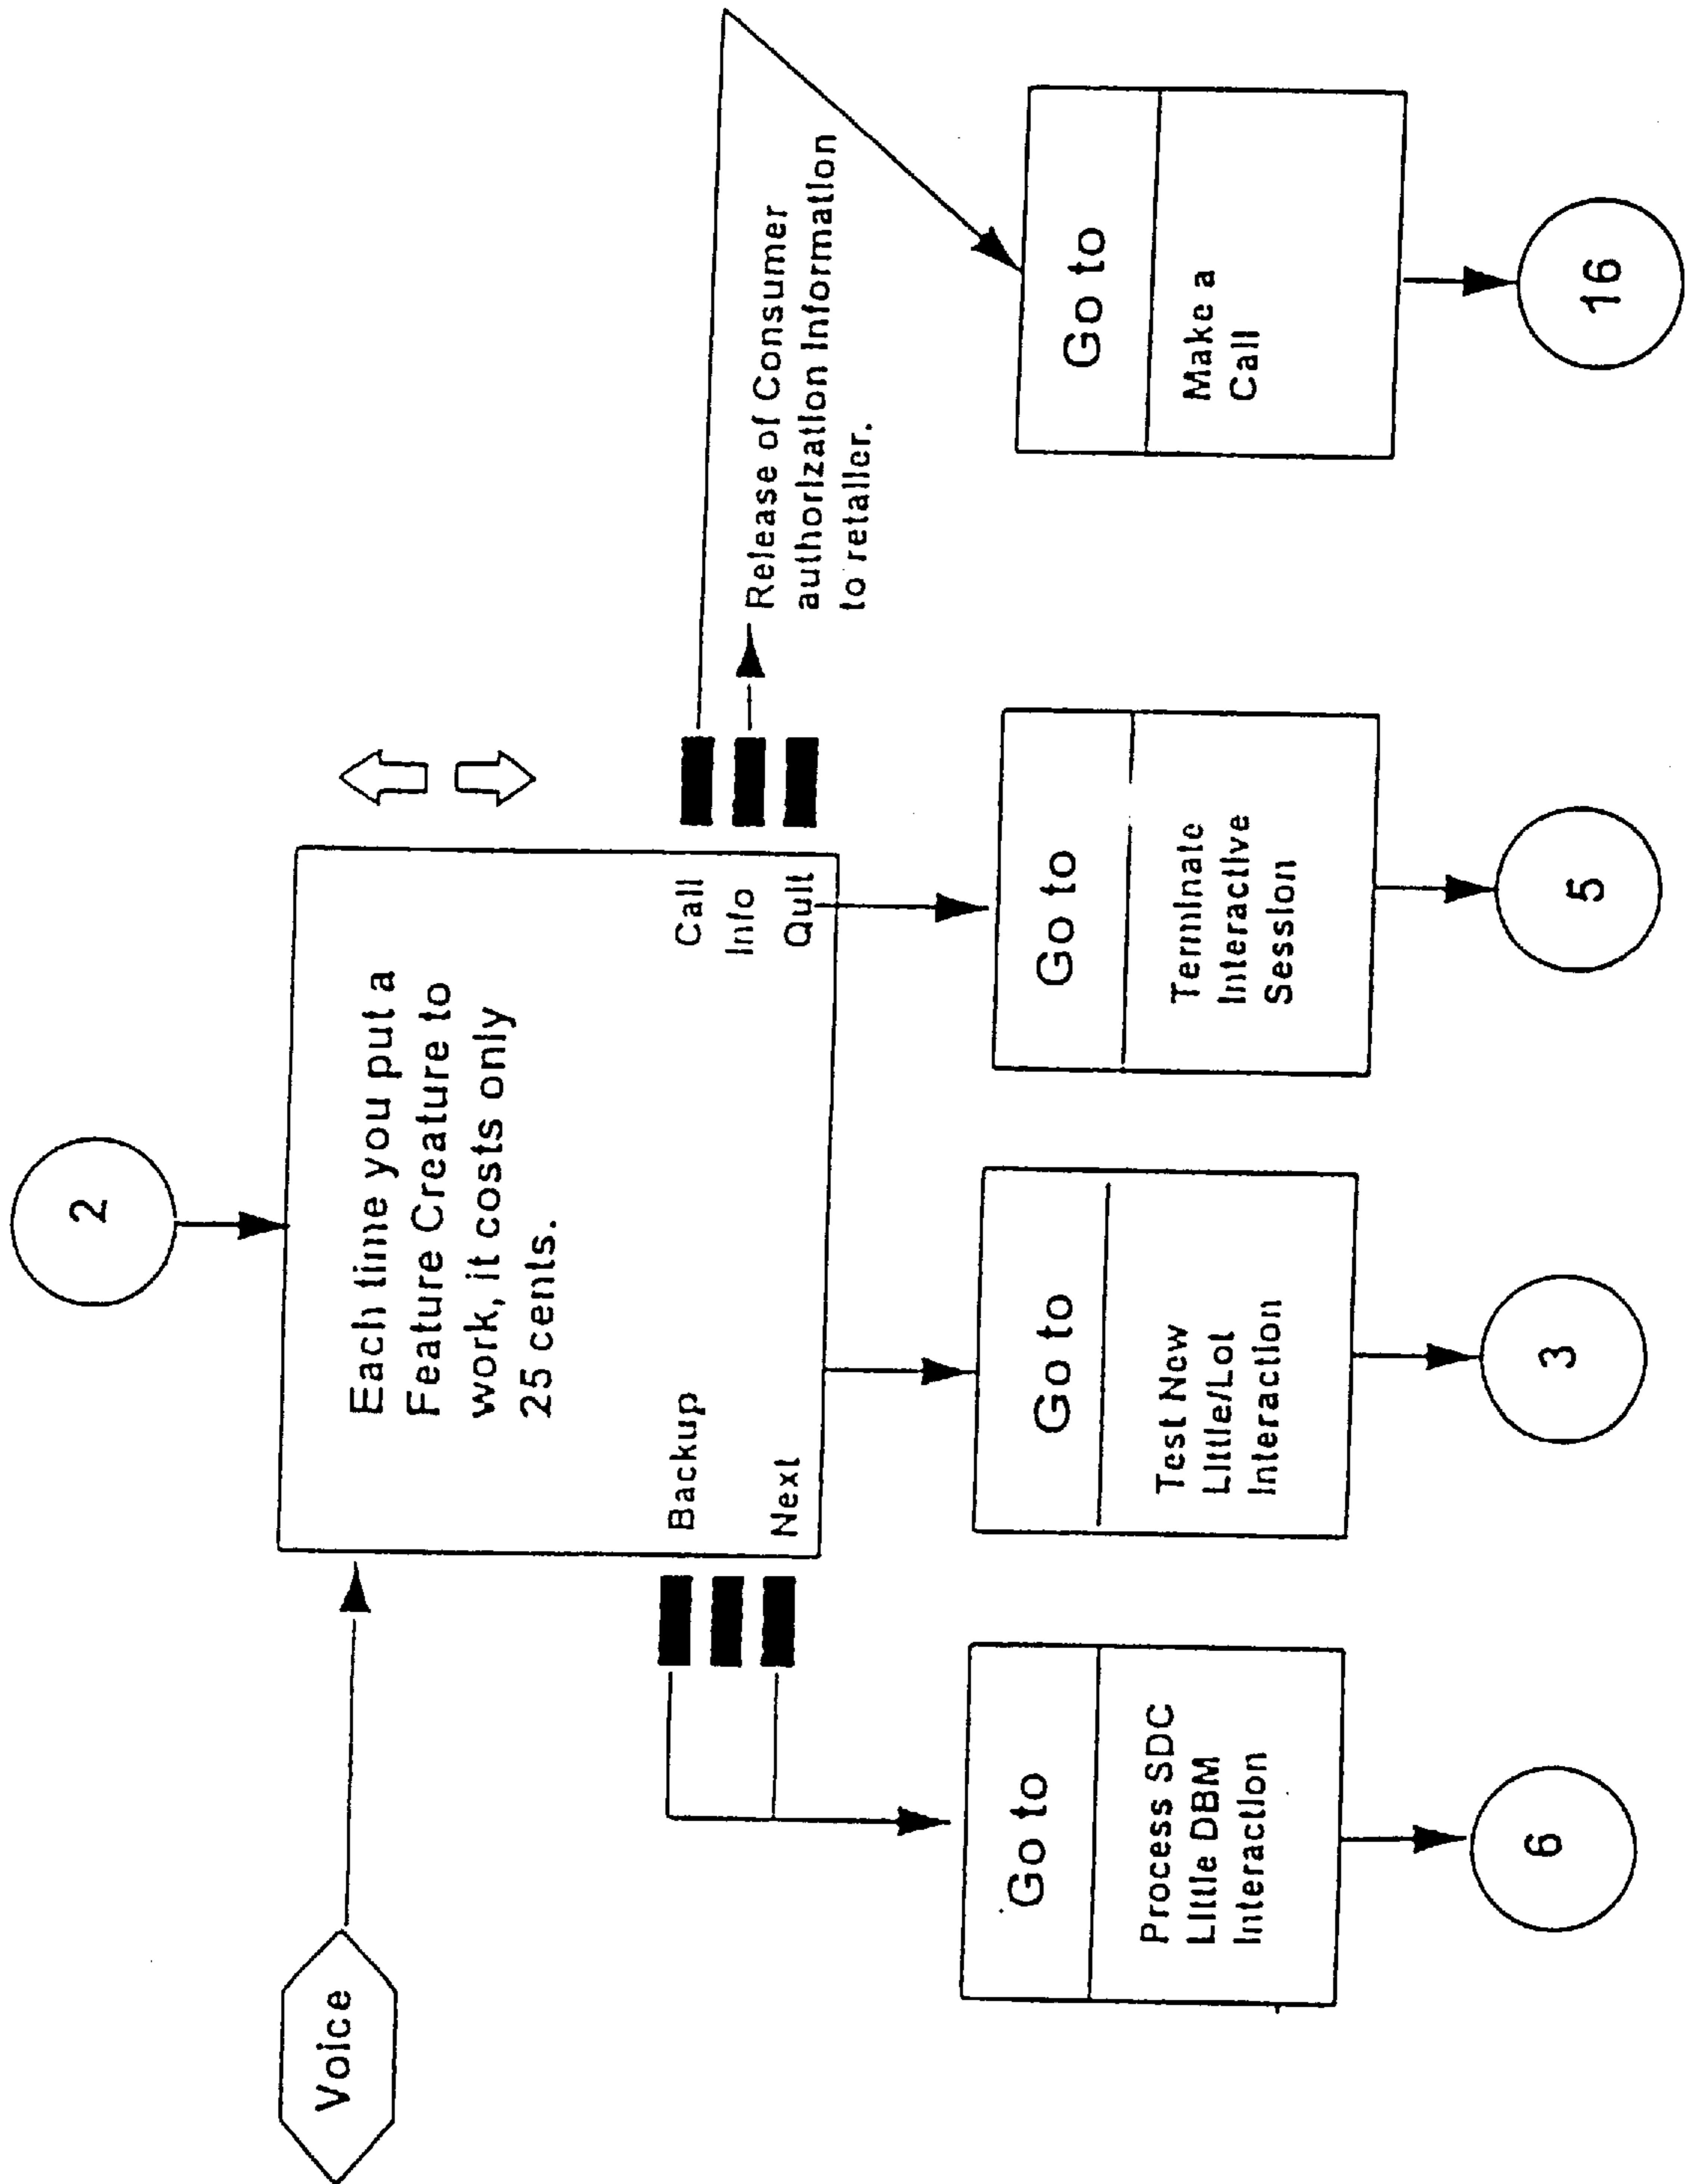 2
Voice
Each time you put a
Feature Creature to
work, it costs only
25 cents.
Backup
Next
Call
Info
Quit
Release of Consumer
authorization Information
to retailer.
Go to
Process SDC
Little DBM
Interaction
6
Go to
Test New
Little/Lot
Interaction
3
Go to
Terminate
Interactive
Session
5
Go to
Make a
Call
16